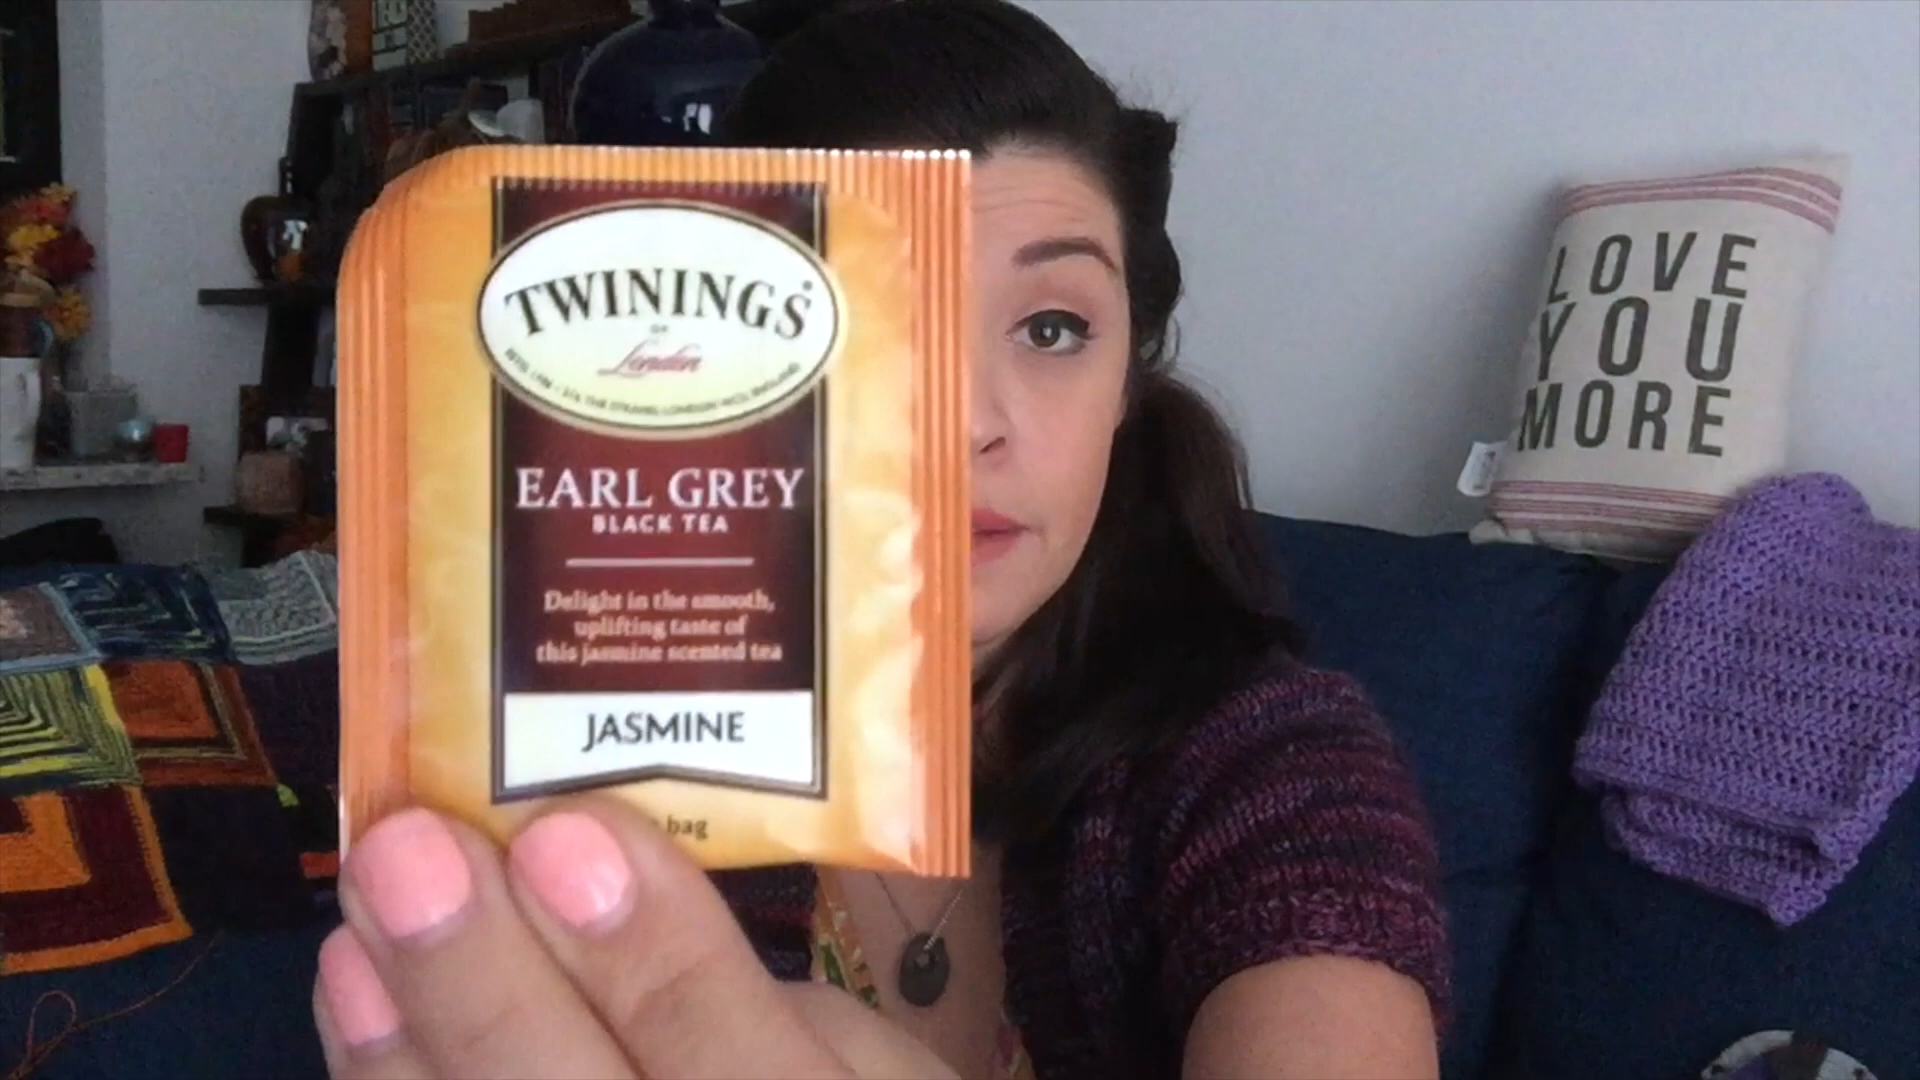 TWININGS
OF
London
EARL GREY
BLACK TEA
Delight in the smooth,
uplifting taste of
this jasmine scented tea
JASMINE
bag
LOVE
YOU
MORE